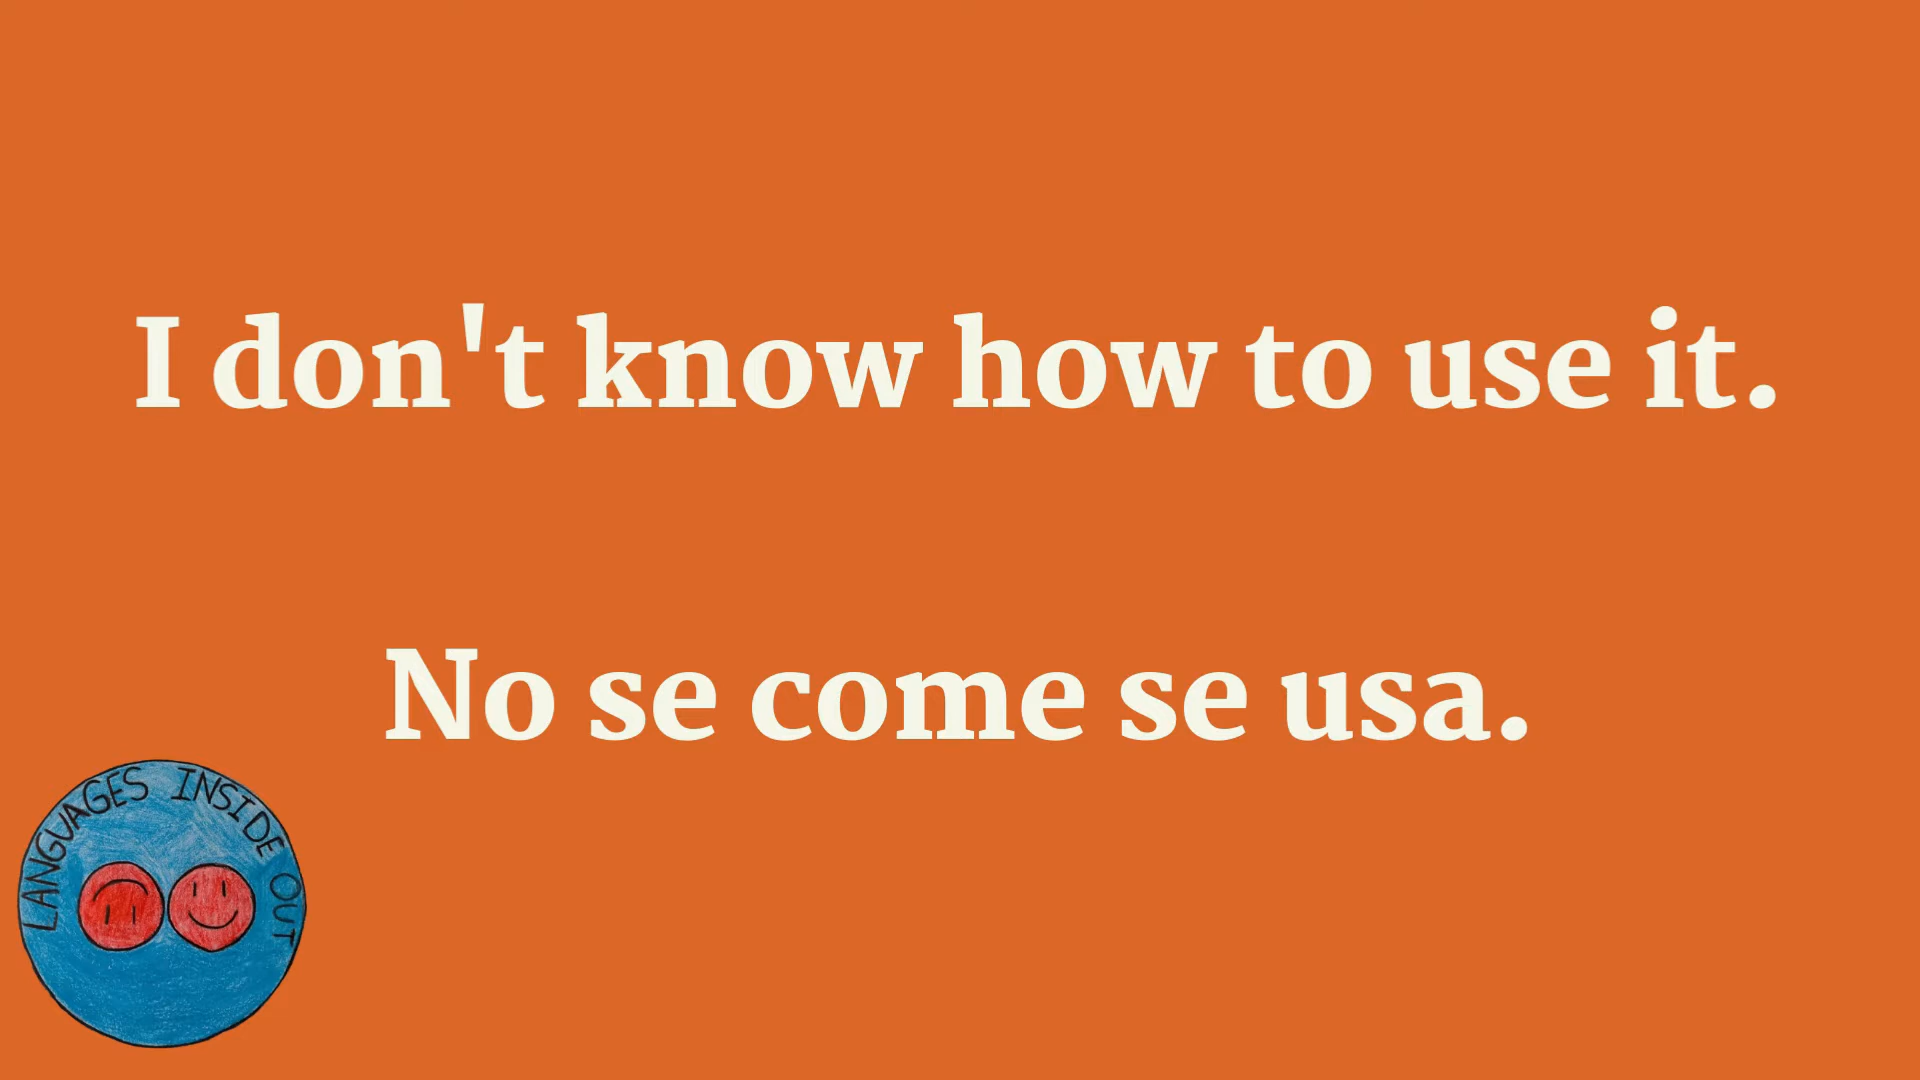 I don't know how to use it.
No se come se usa.
LANGUAGES INSIDE OUT